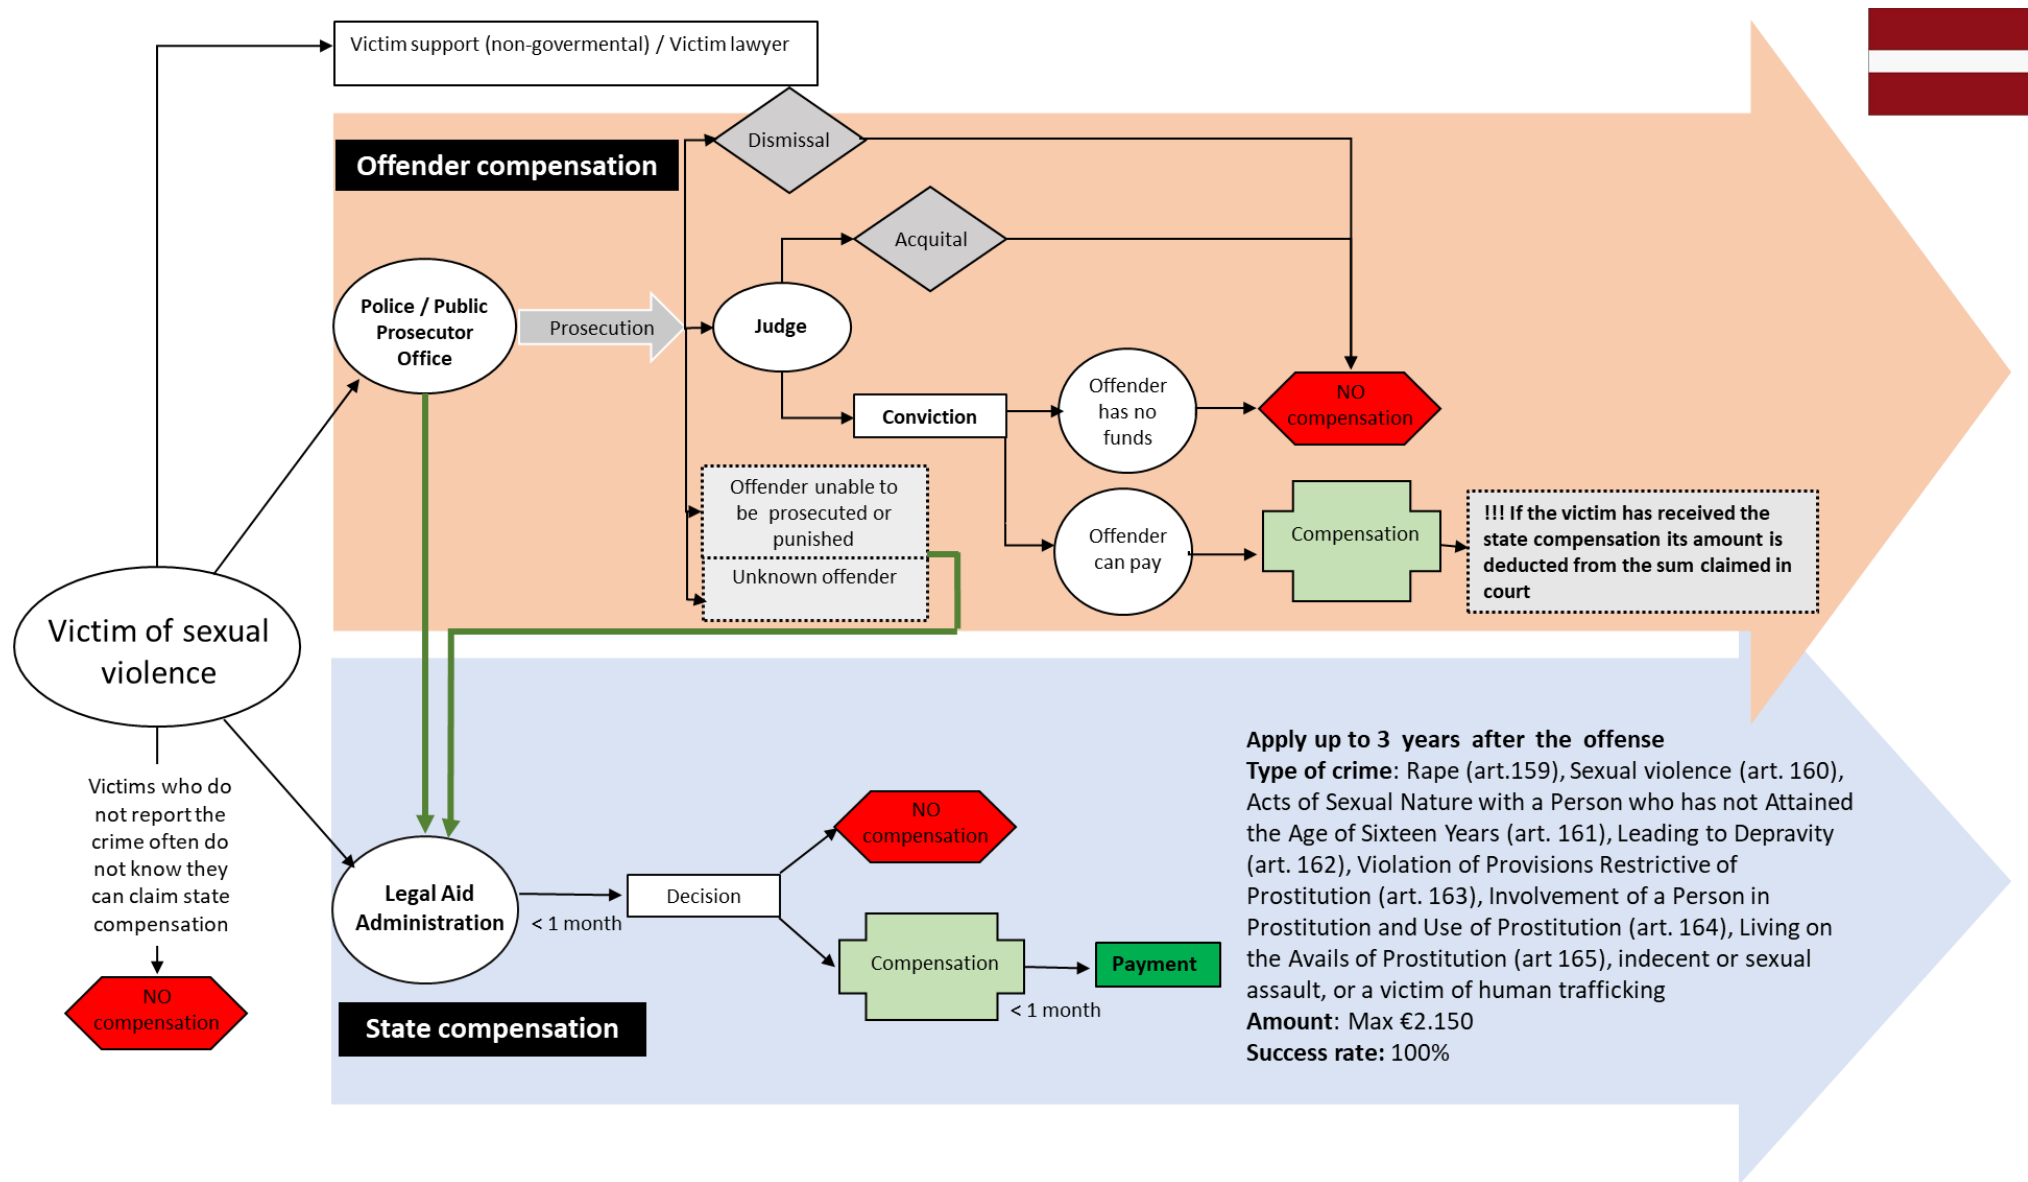 Victim support (non-govermental) / Victim lawyer
Dismissal
Offender compensation
Acquital
Police / Public
Prosecutor
Office
Prosecution
Judge
Offender
has no
funds
NO
compensation
Conviction
Offender unable to
be prosecuted or
punished
Unknown offender
Offender
can pay
Compensation
!!! If the victim has received the
state compensation its amount is
deducted from the sum claimed in
court
Victim of sexual
violence
Victims who do
not report the
crime often do
not know they
can claim state
compensation
NO
compensation
Legal Aid
Administration
< 1 month
Decision
NO
compensation
Compensation
< 1 month
Payment
State compensation
Apply up to 3 years after the offense
Type of crime: Rape (art.159), Sexual violence (art. 160),
Acts of Sexual Nature with a Person who has not Attained
the Age of Sixteen Years (art. 161), Leading to Depravity
(art. 162), Violation of Provisions Restrictive of
Prostitution (art. 163), Involvement of a Person in
Prostitution and Use of Prostitution (art. 164), Living on
the Avails of Prostitution (art 165), indecent or sexual
assault, or a victim of human trafficking
Amount: Max €2.150
Success rate: 100%